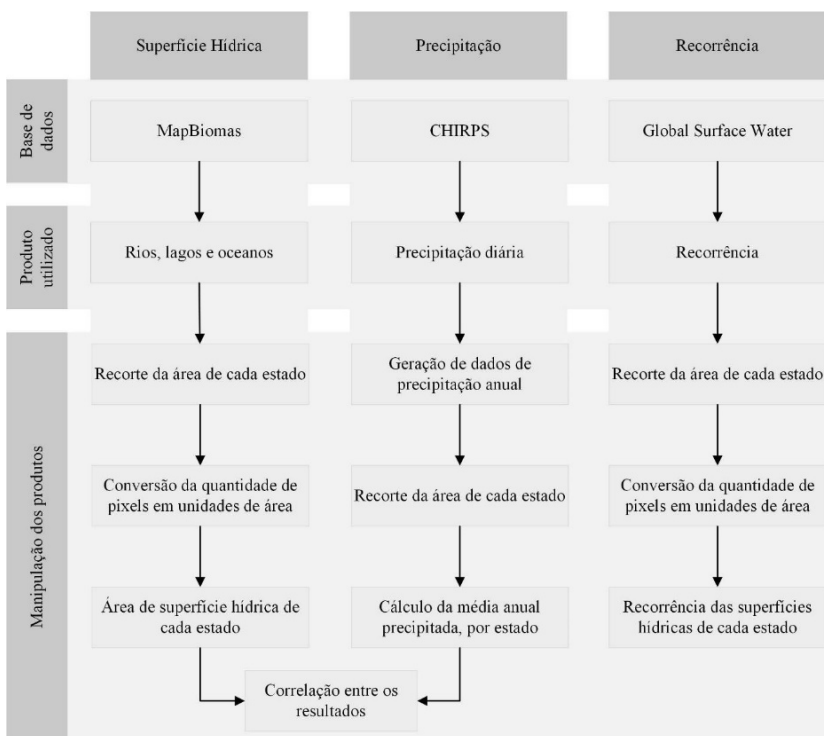 Superfície Hídrica
Precipitação
Recorrência
Base de
dados
MapBiomas
CHIRPS
Global Surface Water
Produto
utilizado
Rios, lagos e oceanos
Precipitação diária
Recorrência
Manipulação dos produtos
Recorte da área de cada estado
Geração de dados de
precipitação anual
Recorte da área de cada estado
Conversão da quantidade de
pixels em unidades de área
Recorte da área de cada estado
Conversão da quantidade de
pixels em unidades de área
Área de superfície hídrica de
cada estado
Cálculo da média anual
precipitada, por estado
Recorrência das superfícies
hídricas de cada estado
Correlação entre os
resultados